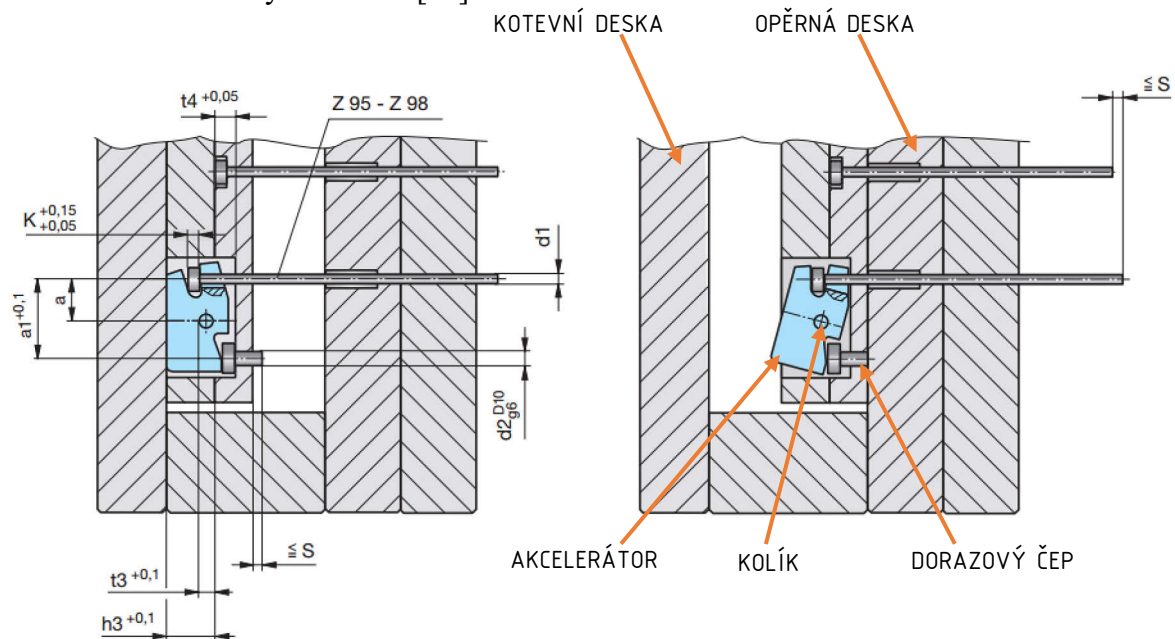 KOTEVNÍ DESKA
OPĚRNÁ DESKA
≦ S
t4 +0,05
Z 95 - Z 98
K +0,15 +0,05
d1
a
a1 +0,1
d2 D10 g6
≦ S
t3 +0,1
h3 +0,1
AKCELERÁTOR
KOLÍK
DORAZOVÝ ČEP